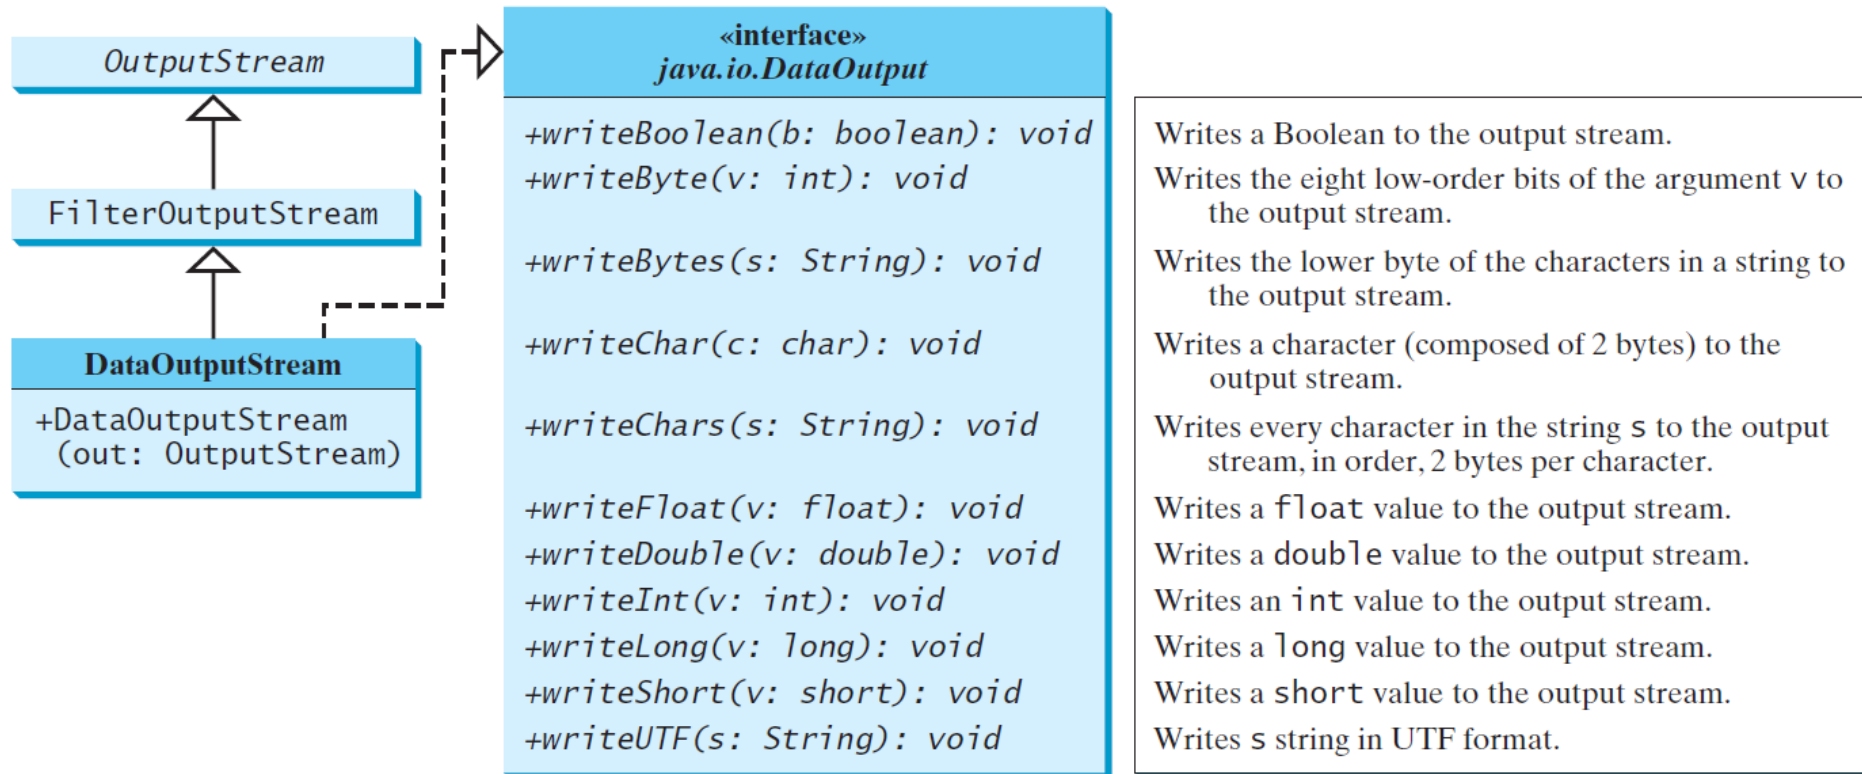 OutputStream
FilterOutputStream
DataOutputStream
+DataOutputStream
(out: OutputStream)
«interface»
java.io.DataOutput
+writeBoolean(b: boolean): void
+writeByte(v: int): void
+writeBytes(s: String): void
+writeChar(c: char): void
+writeChars(s: String): void
+writeFloat(v: float): void
+writeDouble(v: double): void
+writeInt(v: int): void
+writeLong(v: long): void
+writeShort(v: short): void
+writeUTF(s: String): void
Writes a Boolean to the output stream.
Writes the eight low-order bits of the argument v to
the output stream.
Writes the lower byte of the characters in a string to
the output stream.
Writes a character (composed of 2 bytes) to the
output stream.
Writes every character in the string s to the output
stream, in order, 2 bytes per character.
Writes a float value to the output stream.
Writes a double value to the output stream.
Writes an int value to the output stream.
Writes a long value to the output stream.
Writes a short value to the output stream.
Writes s string in UTF format.